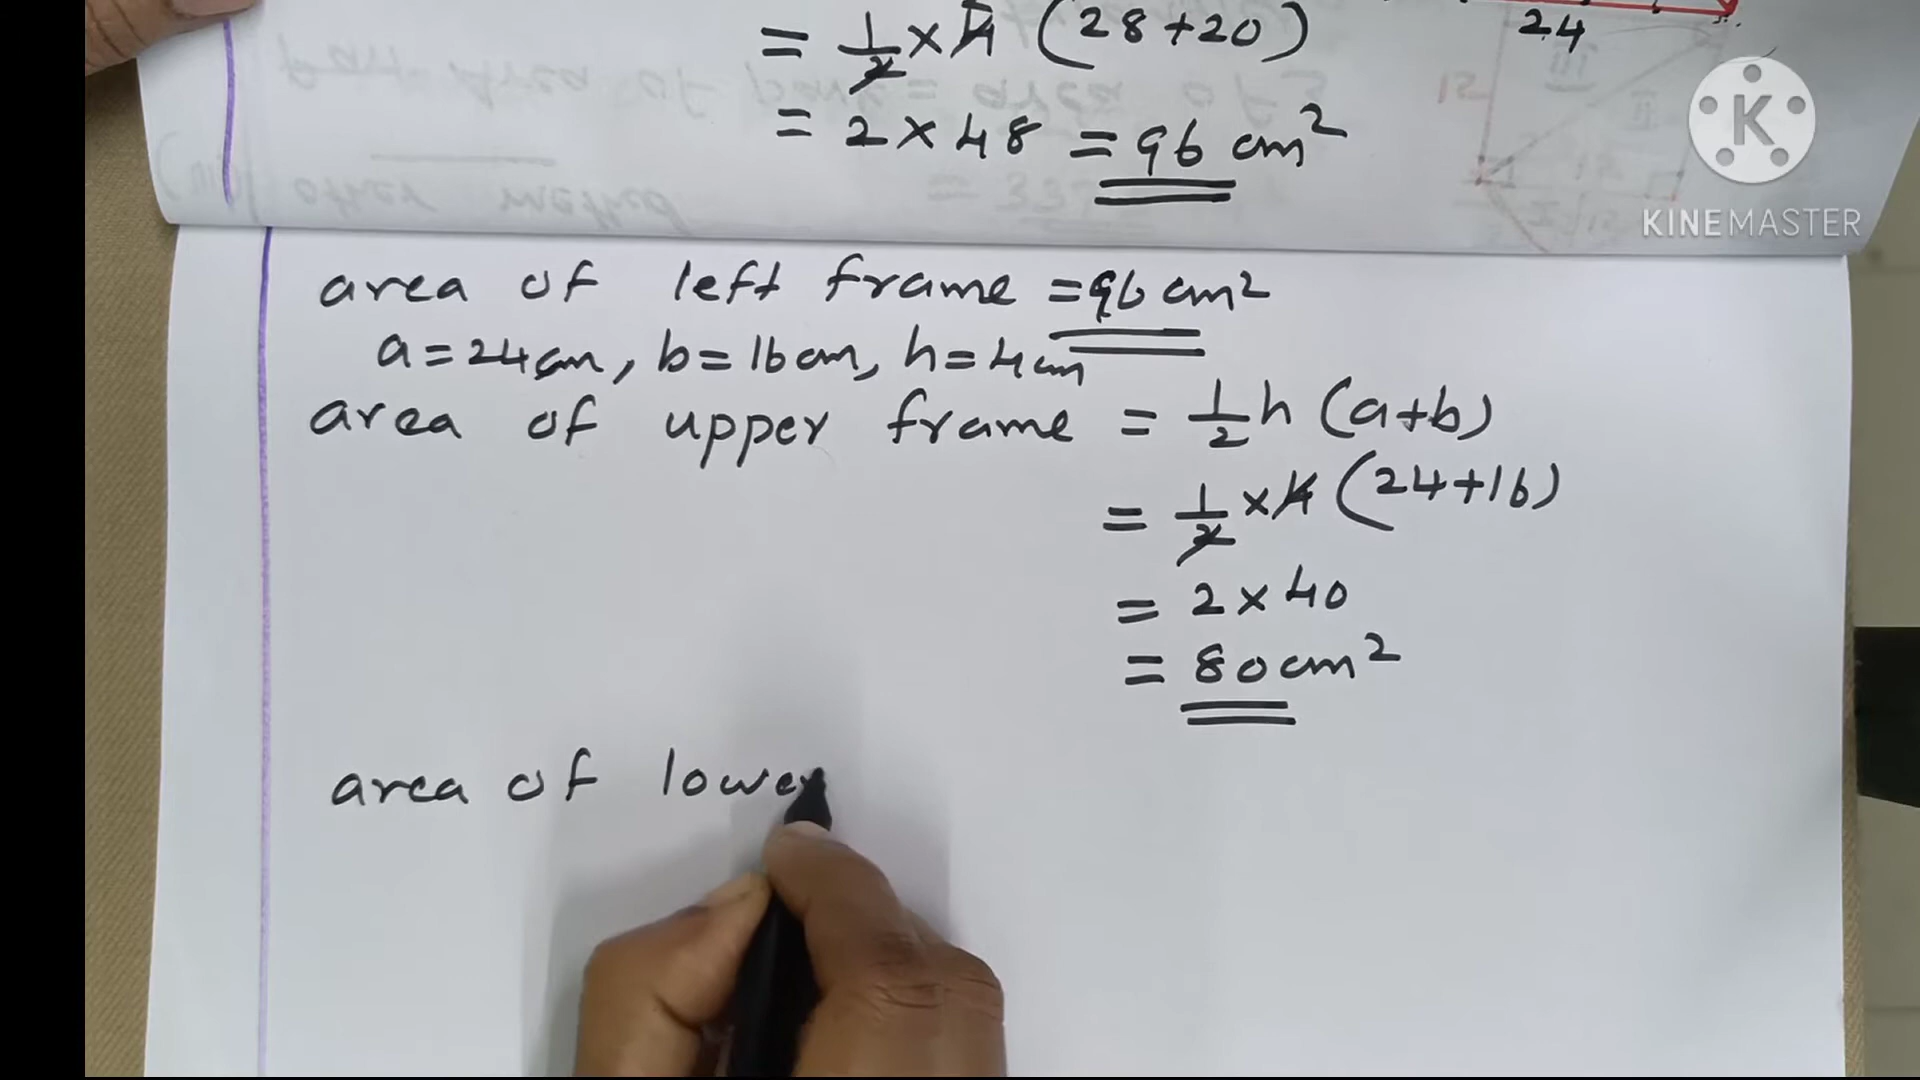 = 1/2 × 4 (28+20)
24
= 2 × 48 = 96 cm²
K
KINEMASTER
area of left frame = 96 cm²
a = 24 cm, b = 16 cm, h = 4 cm
area of upper frame = 1/2 h (a+b)
= 1/2 × 4 (24+16)
= 2 × 40
= 80 cm²
area of lower